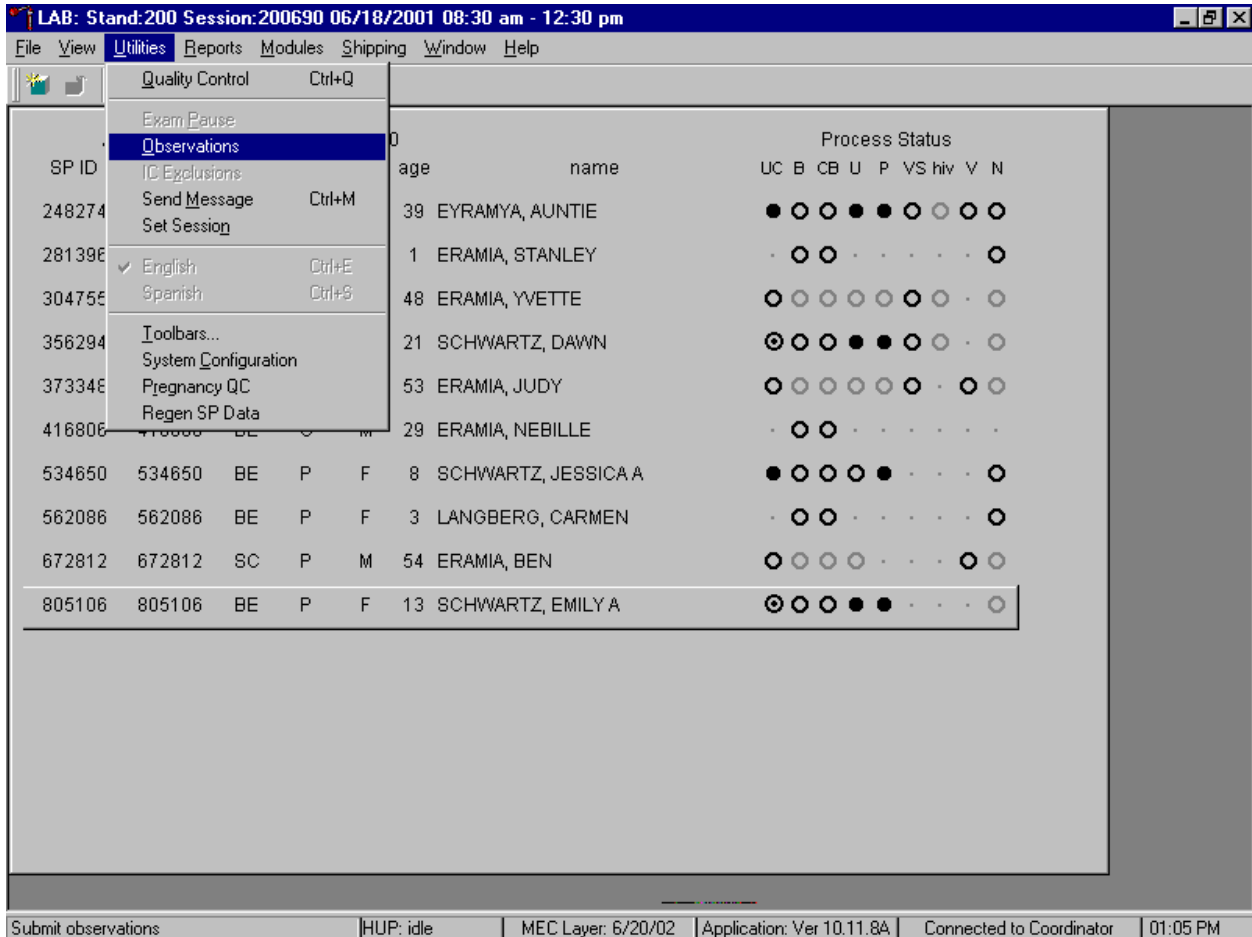 LAB: Stand:200 Session:200690 06/18/2001 08:30 am - 12:30 pm
File View Utilities Reports Modules Shipping Window Help
Quality Control Ctrl+Q
Exam Pause
Observations
IC Exclusions
Send Message Ctrl+M
Set Session
English Ctrl+E
Spanish Ctrl+S
Toolbars...
System Configuration
Pregnancy QC
Regen SP Data
0 Process Status
SP ID age name UC B CB U P VS hiv V N
248274 39 EYRAMYA, AUNTIE
281396 1 ERAMIA, STANLEY
304755 48 ERAMIA, YVETTE
356294 21 SCHWARTZ, DAWN
373348 53 ERAMIA, JUDY
416806 29 ERAMIA, NEBILLE
534650 534650 BE P F 8 SCHWARTZ, JESSICA A
562086 562086 BE P F 3 LANGBERG, CARMEN
672812 672812 SC P M 54 ERAMIA, BEN
805106 805106 BE P F 13 SCHWARTZ, EMILY A
Submit observations HUP: idle MEC Layer: 6/20/02 Application: Ver 10.11.8A Connected to Coordinator 01:05 PM